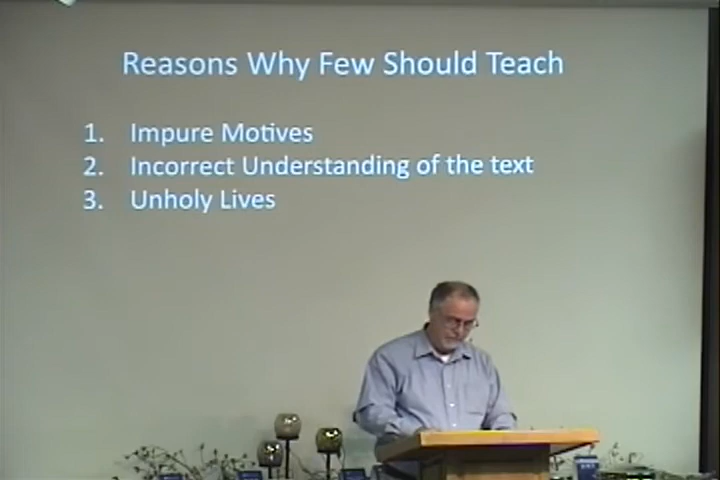 Reasons Why Few Should Teach
1. Impure Motives
2. Incorrect Understanding of the text
3. Unholy Lives